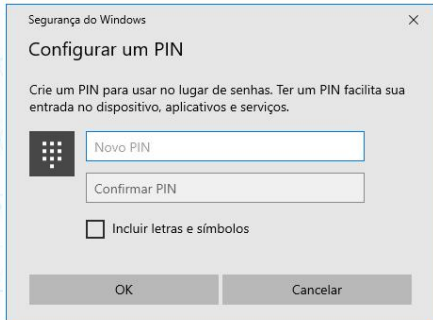 Segurança do Windows
Configurar um PIN
Crie um PIN para usar no lugar de senhas. Ter um PIN facilita sua
entrada no dispositivo, aplicativos e serviços.
Novo PIN
Confirmar PIN
Incluir letras e símbolos
OK Cancelar